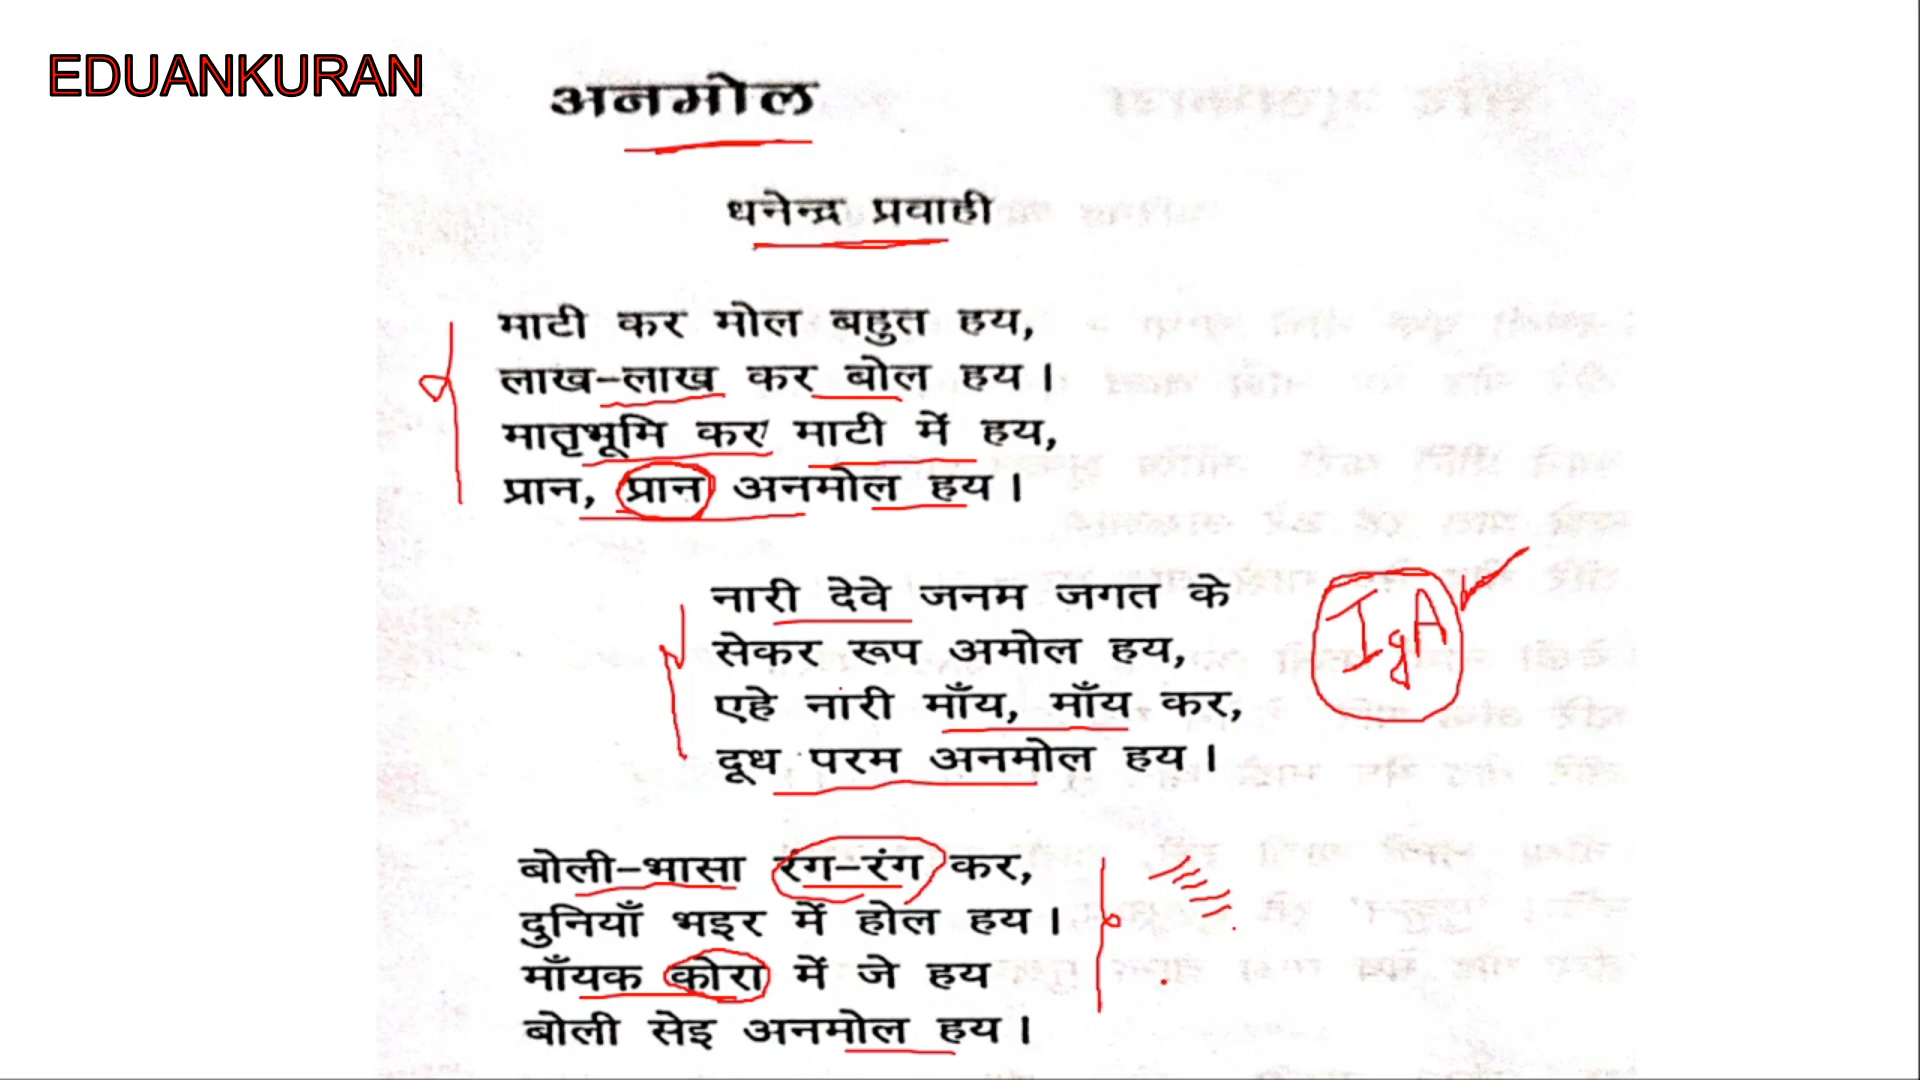 EDUANKURAN
अनमोल
धनेन्द्र प्रवाही
माटी कर मोल बहुत हय,
लाख-लाख कर बोल हय।
मातृभूमि कर माटी में हय,
प्रान, प्रान अनमोल हय।
नारी देवे जनम जगत के
सेकर रूप अमोल हय,
एहे नारी माँय, माँय कर,
दूध परम अनमोल हय।
IgA
बोली-भासा रंग-रंग कर,
दुनियाँ भइर में होल हय।
माँयक कोरा में जे हय
बोली सेइ अनमोल हय।